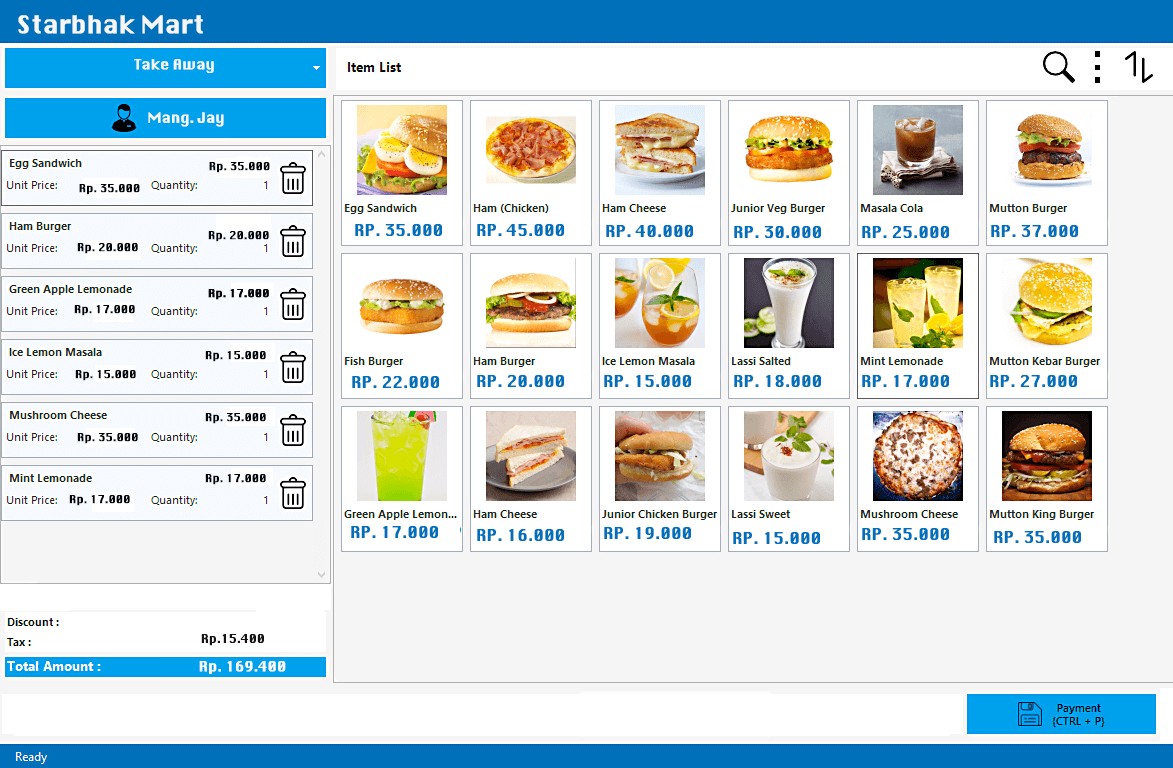 Starbhak Mart
Take Away
Mang. Jay
Egg Sandwich Rp. 35.000
Unit Price: Rp. 35.000 Quantity: 1
Ham Burger Rp. 20.000
Unit Price: Rp. 20.000 Quantity: 1
Green Apple Lemonade Rp. 17.000
Unit Price: Rp. 17.000 Quantity: 1
Ice Lemon Masala Rp. 15.000
Unit Price: Rp. 15.000 Quantity: 1
Mushroom Cheese Rp. 35.000
Unit Price: Rp. 35.000 Quantity: 1
Mint Lemonade Rp. 17.000
Unit Price: Rp. 17.000 Quantity: 1
Discount :
Tax : Rp.15.400
Total Amount : Rp. 169.400
Item List
Egg Sandwich
RP. 35.000
Ham (Chicken)
RP. 45.000
Ham Cheese
RP. 40.000
Junior Veg Burger
RP. 30.000
Masala Cola
RP. 25.000
Mutton Burger
RP. 37.000
Fish Burger
RP. 22.000
Ham Burger
RP. 20.000
Ice Lemon Masala
RP. 15.000
Lassi Salted
RP. 18.000
Mint Lemonade
RP. 17.000
Mutton Kebar Burger
RP. 27.000
Green Apple Lemon...
RP. 17.000
Ham Cheese
RP. 16.000
Junior Chicken Burger
RP. 19.000
Lassi Sweet
RP. 15.000
Mushroom Cheese
RP. 35.000
Mutton King Burger
RP. 35.000
Payment
(CTRL + P)
Ready